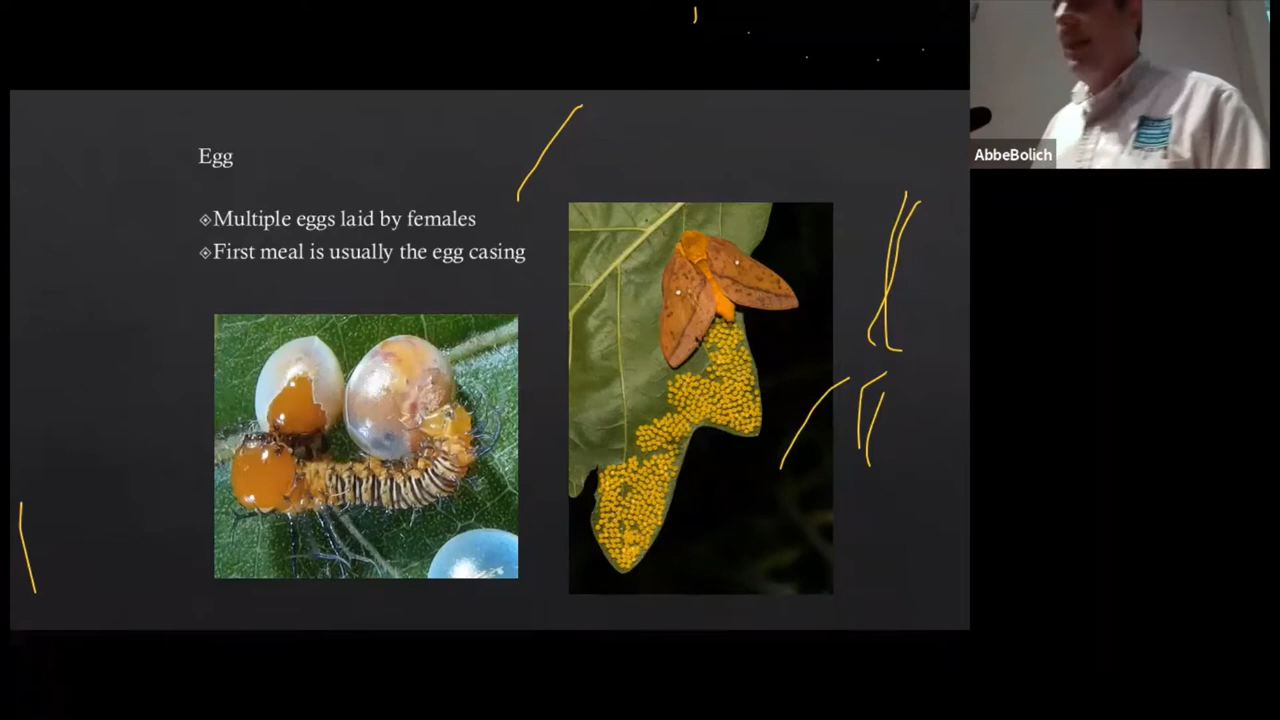 Egg
Multiple eggs laid by females
First meal is usually the egg casing
AbbeBolich